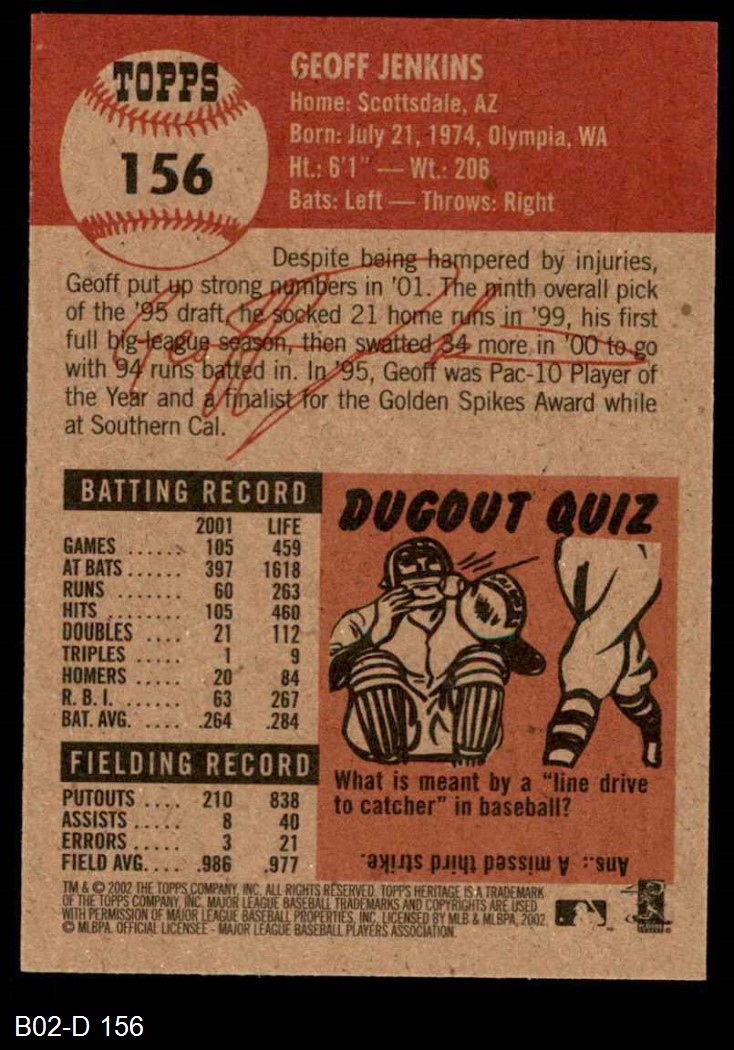 TOPPS
156
GEOFF JENKINS
Home: Scottsdale, AZ
Born: July 21, 1974, Olympia, WA
Ht.: 6'1" — Wt.: 206
Bats: Left — Throws: Right
Despite being hampered by injuries,
Geoff put up strong numbers in '01. The ninth overall pick
of the '95 draft, he socked 21 home runs in '99, his first
full big-league season, then swatted 34 more in '00 to go
with 94 runs batted in. In '95, Geoff was Pac-10 Player of
the Year and a finalist for the Golden Spikes Award while
at Southern Cal.
BATTING RECORD
2001 LIFE
GAMES ...... 105 459
AT BATS ...... 397 1618
RUNS ....... 60 263
HITS ........ 105 460
DOUBLES .... 21 112
TRIPLES ..... 1 9
HOMERS ..... 20 84
R. B. I. ...... 63 267
BAT. AVG. .... .264 .284
FIELDING RECORD
PUTOUTS .... 210 838
ASSISTS ..... 8 40
ERRORS ..... 3 21
FIELD AVG. ... .986 .977
DUGOUT QUIZ
What is meant by a "line drive
to catcher" in baseball?
Ans.: A missed third strike.
TM & © 2002 THE TOPPS COMPANY, INC. ALL RIGHTS RESERVED. TOPPS HERITAGE IS A TRADEMARK
OF THE TOPPS COMPANY, INC. MAJOR LEAGUE BASEBALL TRADEMARKS AND COPYRIGHTS ARE USED
WITH PERMISSION OF MAJOR LEAGUE BASEBALL PROPERTIES, INC. LICENSED BY MLB & MLBPA, 2002.
© MLBPA. OFFICIAL LICENSEE - MAJOR LEAGUE BASEBALL PLAYERS ASSOCIATION.
B02-D 156